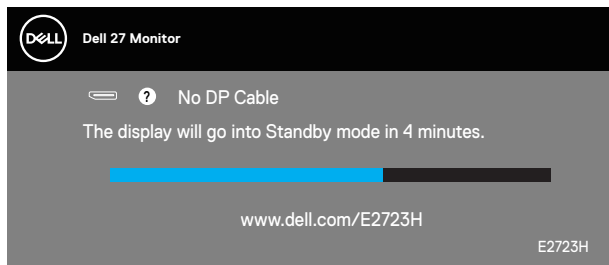 DELL
Dell 27 Monitor
? No DP Cable
The display will go into Standby mode in 4 minutes.
www.dell.com/E2723H
E2723H